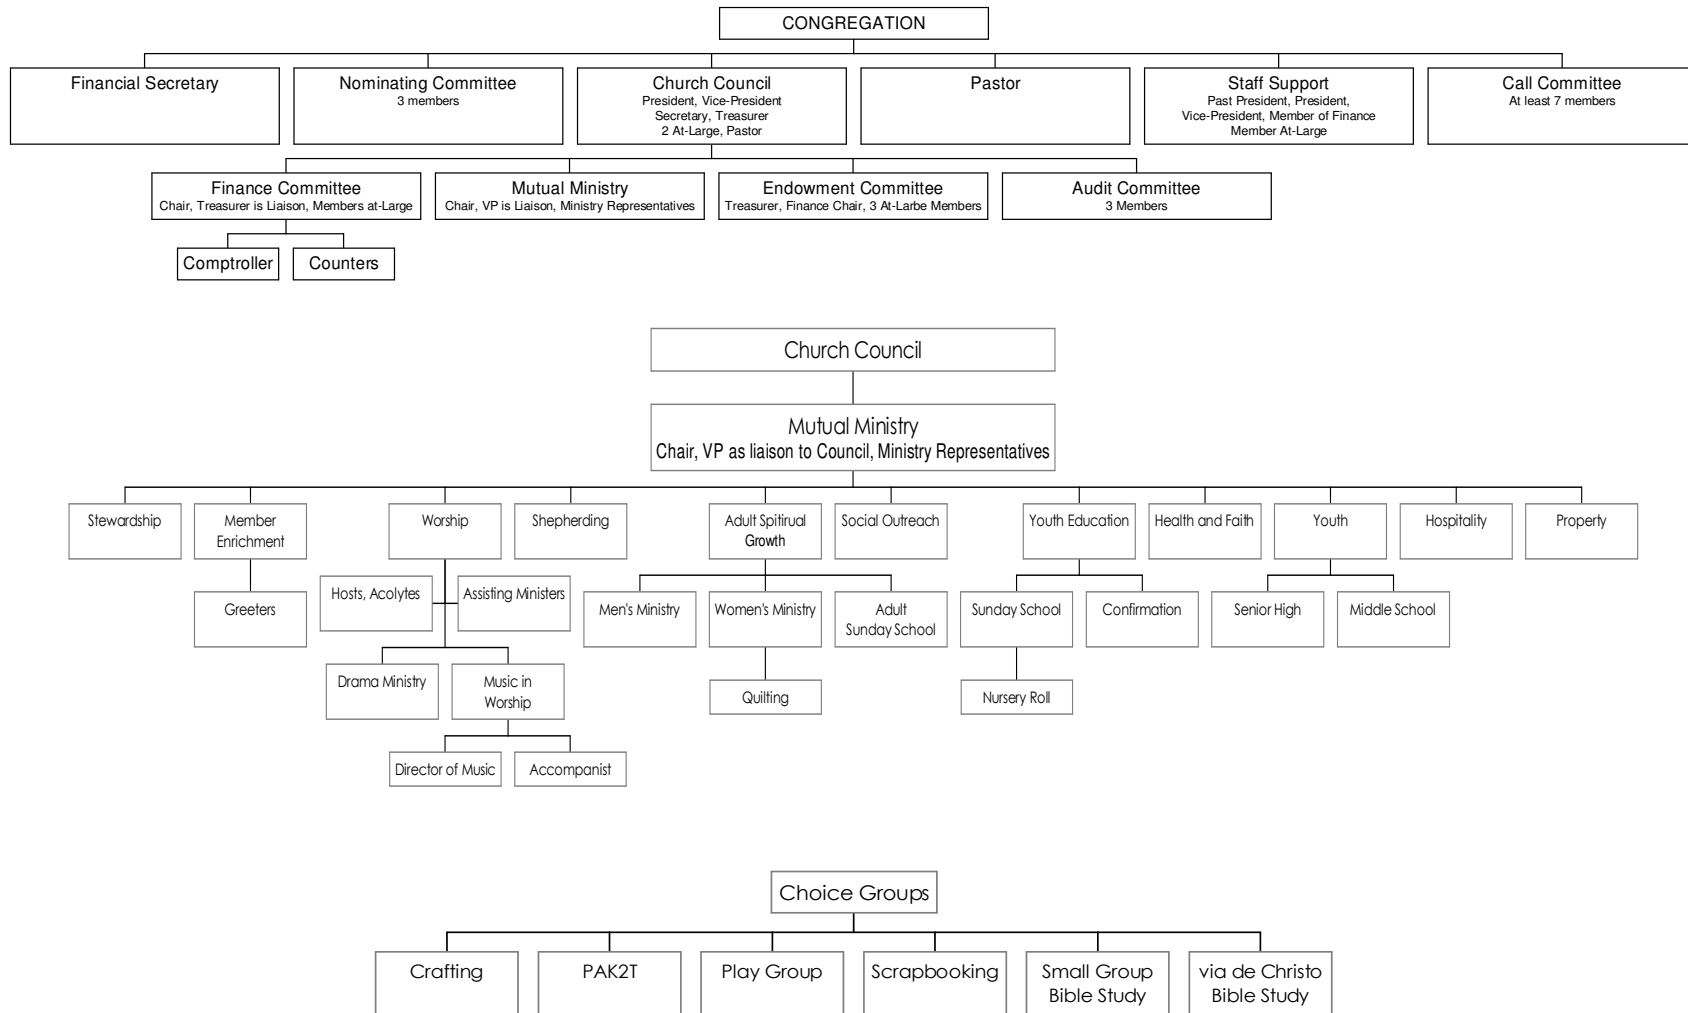 CONGREGATION
Financial Secretary
Nominating Committee
3 members
Church Council
President, Vice-President
Secretary, Treasurer
2 At-Large, Pastor
Pastor
Staff Support
Past President, President,
Vice-President, Member of Finance
Member At-Large
Call Committee
At least 7 members
Finance Committee
Chair, Treasurer is Liaison, Members at-Large
Mutual Ministry
Chair, VP is Liaison, Ministry Representatives
Endowment Committee
Treasurer, Finance Chair, 3 At-Larbe Members
Audit Committee
3 Members
Comptroller
Counters
Church Council
Mutual Ministry
Chair, VP as liaison to Council, Ministry Representatives
Stewardship
Member
Enrichment
Worship
Shepherding
Adult Spitirual
Growth
Social Outreach
Youth Education
Health and Faith
Youth
Hospitality
Property
Greeters
Hosts, Acolytes
Assisting Ministers
Men's Ministry
Women's Ministry
Adult
Sunday School
Sunday School
Confirmation
Senior High
Middle School
Drama Ministry
Music in
Worship
Quilting
Nursery Roll
Director of Music
Accompanist
Choice Groups
Crafting
PAK2T
Play Group
Scrapbooking
Small Group
Bible Study
via de Christo
Bible Study